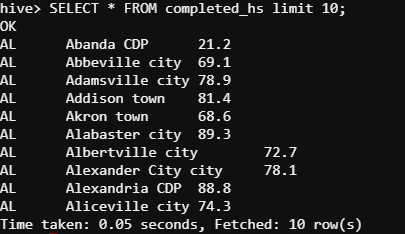 hive> SELECT * FROM completed_hs limit 10;
OK
AL Abanda CDP 21.2
AL Abbeville city 69.1
AL Adamsville city 78.9
AL Addison town 81.4
AL Akron town 68.6
AL Alabaster city 89.3
AL Albertville city 72.7
AL Alexander City city 78.1
AL Alexandria CDP 88.8
AL Aliceville city 74.3
Time taken: 0.05 seconds, Fetched: 10 row(s)